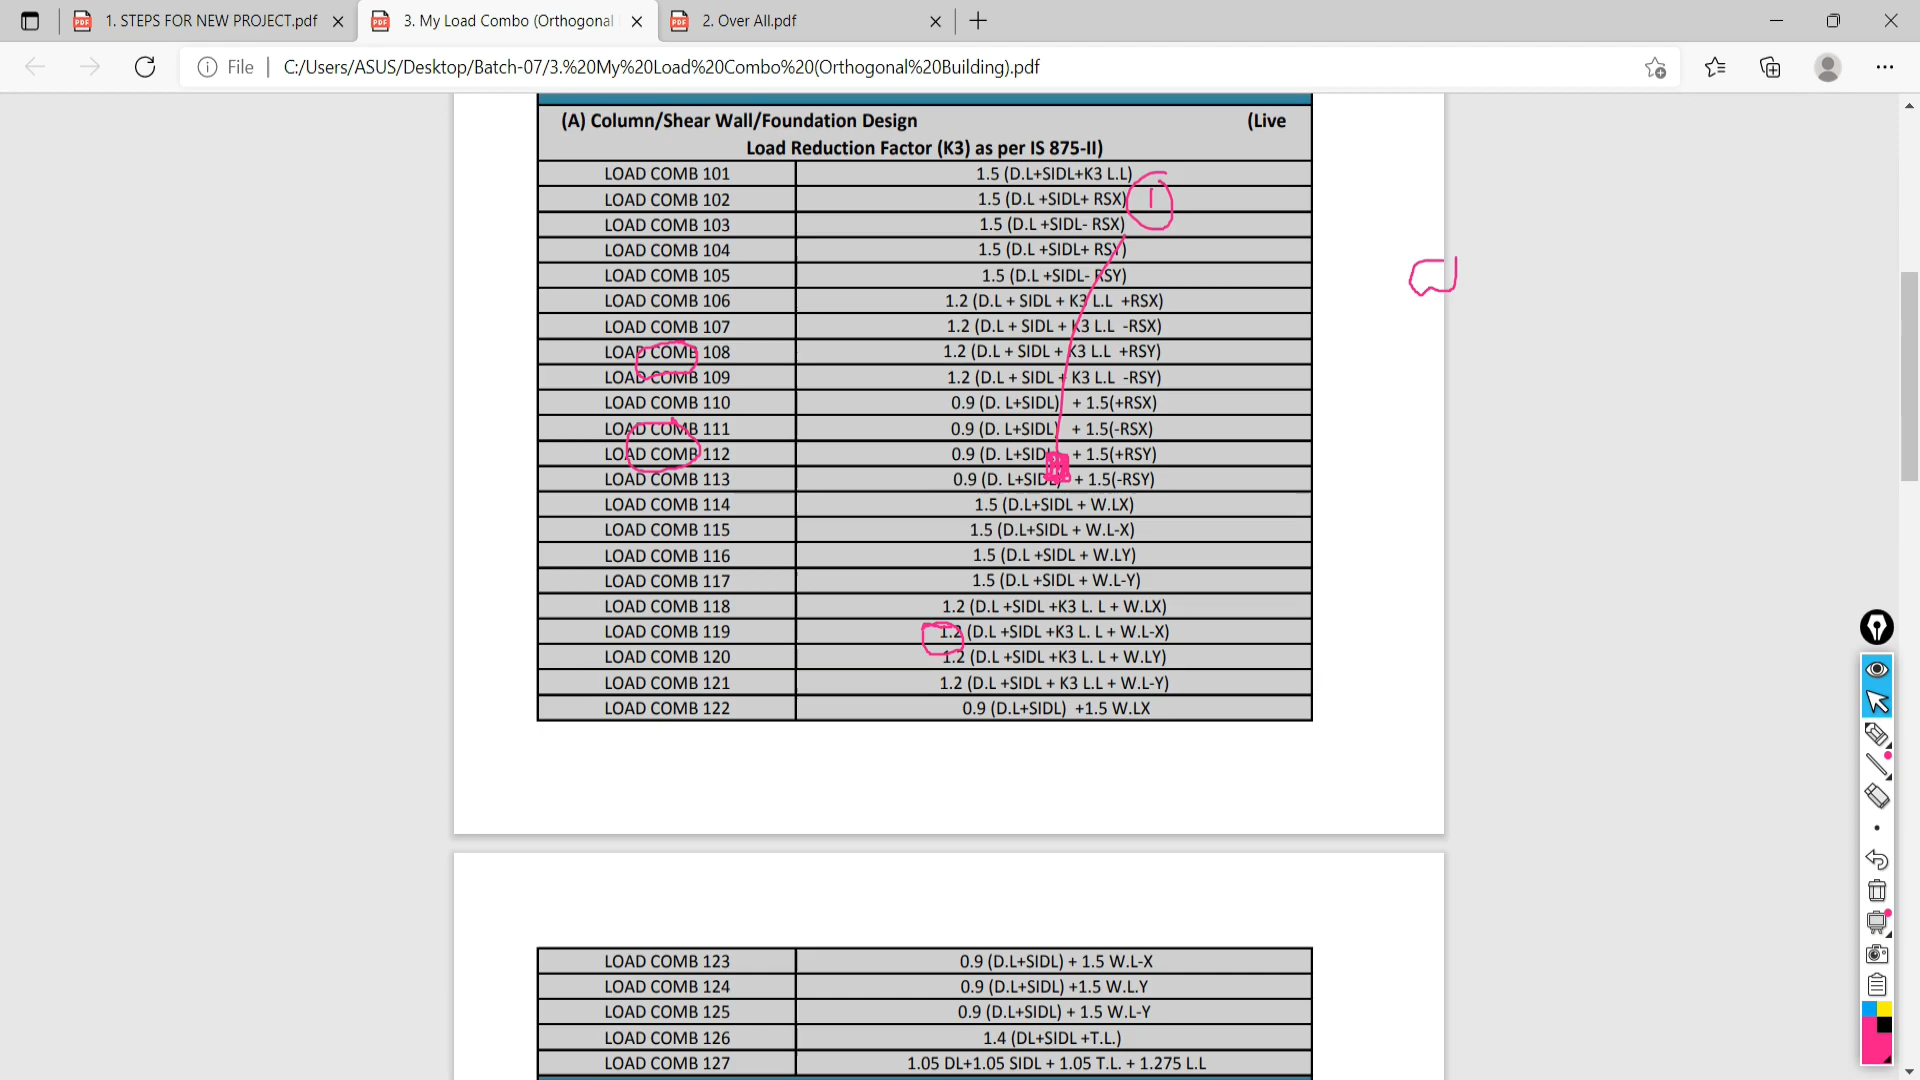 1. STEPS FOR NEW PROJECT.pdf
3. My Load Combo (Orthogonal
2. Over All.pdf
File | C:/Users/ASUS/Desktop/Batch-07/3.%20My%20Load%20Combo%20(Orthogonal%20Building).pdf
(A) Column/Shear Wall/Foundation Design (Live
Load Reduction Factor (K3) as per IS 875-II)
LOAD COMB 101 1.5 (D.L+SIDL+K3 L.L)
LOAD COMB 102 1.5 (D.L +SIDL+ RSX)
LOAD COMB 103 1.5 (D.L +SIDL- RSX)
LOAD COMB 104 1.5 (D.L +SIDL+ RSY)
LOAD COMB 105 1.5 (D.L +SIDL- RSY)
LOAD COMB 106 1.2 (D.L + SIDL + K3 L.L +RSX)
LOAD COMB 107 1.2 (D.L + SIDL + K3 L.L -RSX)
LOAD COMB 108 1.2 (D.L + SIDL + K3 L.L +RSY)
LOAD COMB 109 1.2 (D.L + SIDL + K3 L.L -RSY)
LOAD COMB 110 0.9 (D. L+SIDL) + 1.5(+RSX)
LOAD COMB 111 0.9 (D. L+SIDL) + 1.5(-RSX)
LOAD COMB 112 0.9 (D. L+SIDL) + 1.5(+RSY)
LOAD COMB 113 0.9 (D. L+SIDL) + 1.5(-RSY)
LOAD COMB 114 1.5 (D.L+SIDL + W.LX)
LOAD COMB 115 1.5 (D.L+SIDL + W.L-X)
LOAD COMB 116 1.5 (D.L +SIDL + W.LY)
LOAD COMB 117 1.5 (D.L +SIDL + W.L-Y)
LOAD COMB 118 1.2 (D.L +SIDL +K3 L. L + W.LX)
LOAD COMB 119 1.2 (D.L +SIDL +K3 L. L + W.L-X)
LOAD COMB 120 1.2 (D.L +SIDL +K3 L. L + W.LY)
LOAD COMB 121 1.2 (D.L +SIDL + K3 L.L + W.L-Y)
LOAD COMB 122 0.9 (D.L+SIDL) +1.5 W.LX
LOAD COMB 123 0.9 (D.L+SIDL) + 1.5 W.L-X
LOAD COMB 124 0.9 (D.L+SIDL) +1.5 W.L.Y
LOAD COMB 125 0.9 (D.L+SIDL) + 1.5 W.L-Y
LOAD COMB 126 1.4 (DL+SIDL +T.L.)
LOAD COMB 127 1.05 DL+1.05 SIDL + 1.05 T.L. + 1.275 L.L